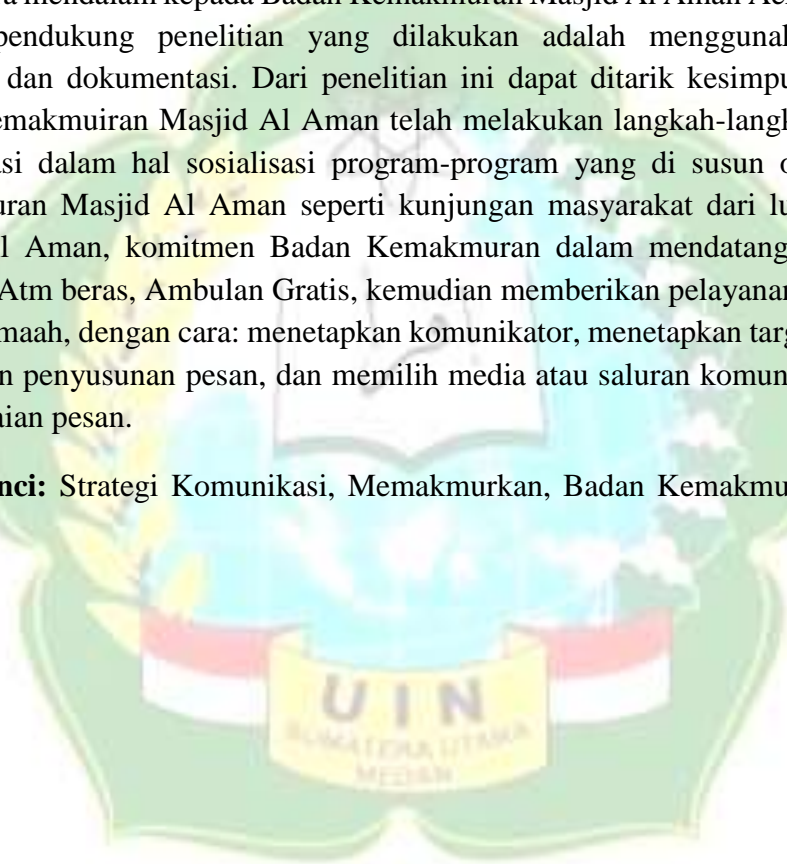 mendalam kepada Badan Kemakmuran Masjid Al Aman
pendukung penelitian yang dilakukan adalah menggunak
dan dokumentasi. Dari penelitian ini dapat ditarik kesimpu
emakmuiran Masjid Al Aman telah melakukan langkah-langk
asi dalam hal sosialisasi program-program yang di susun o
uran Masjid Al Aman seperti kunjungan masyarakat dari lu
l Aman, komitmen Badan Kemakmuran dalam mendatang
Atm beras, Ambulan Gratis, kemudian memberikan pelayanan
maah, dengan cara: menetapkan komunikator, menetapkan targ
n penyusunan pesan, dan memilih media atau saluran komun
aian pesan.
nci: Strategi Komunikasi, Memakmurkan, Badan Kemakmu
UIN
SUMATERA UTARA
MEDAN